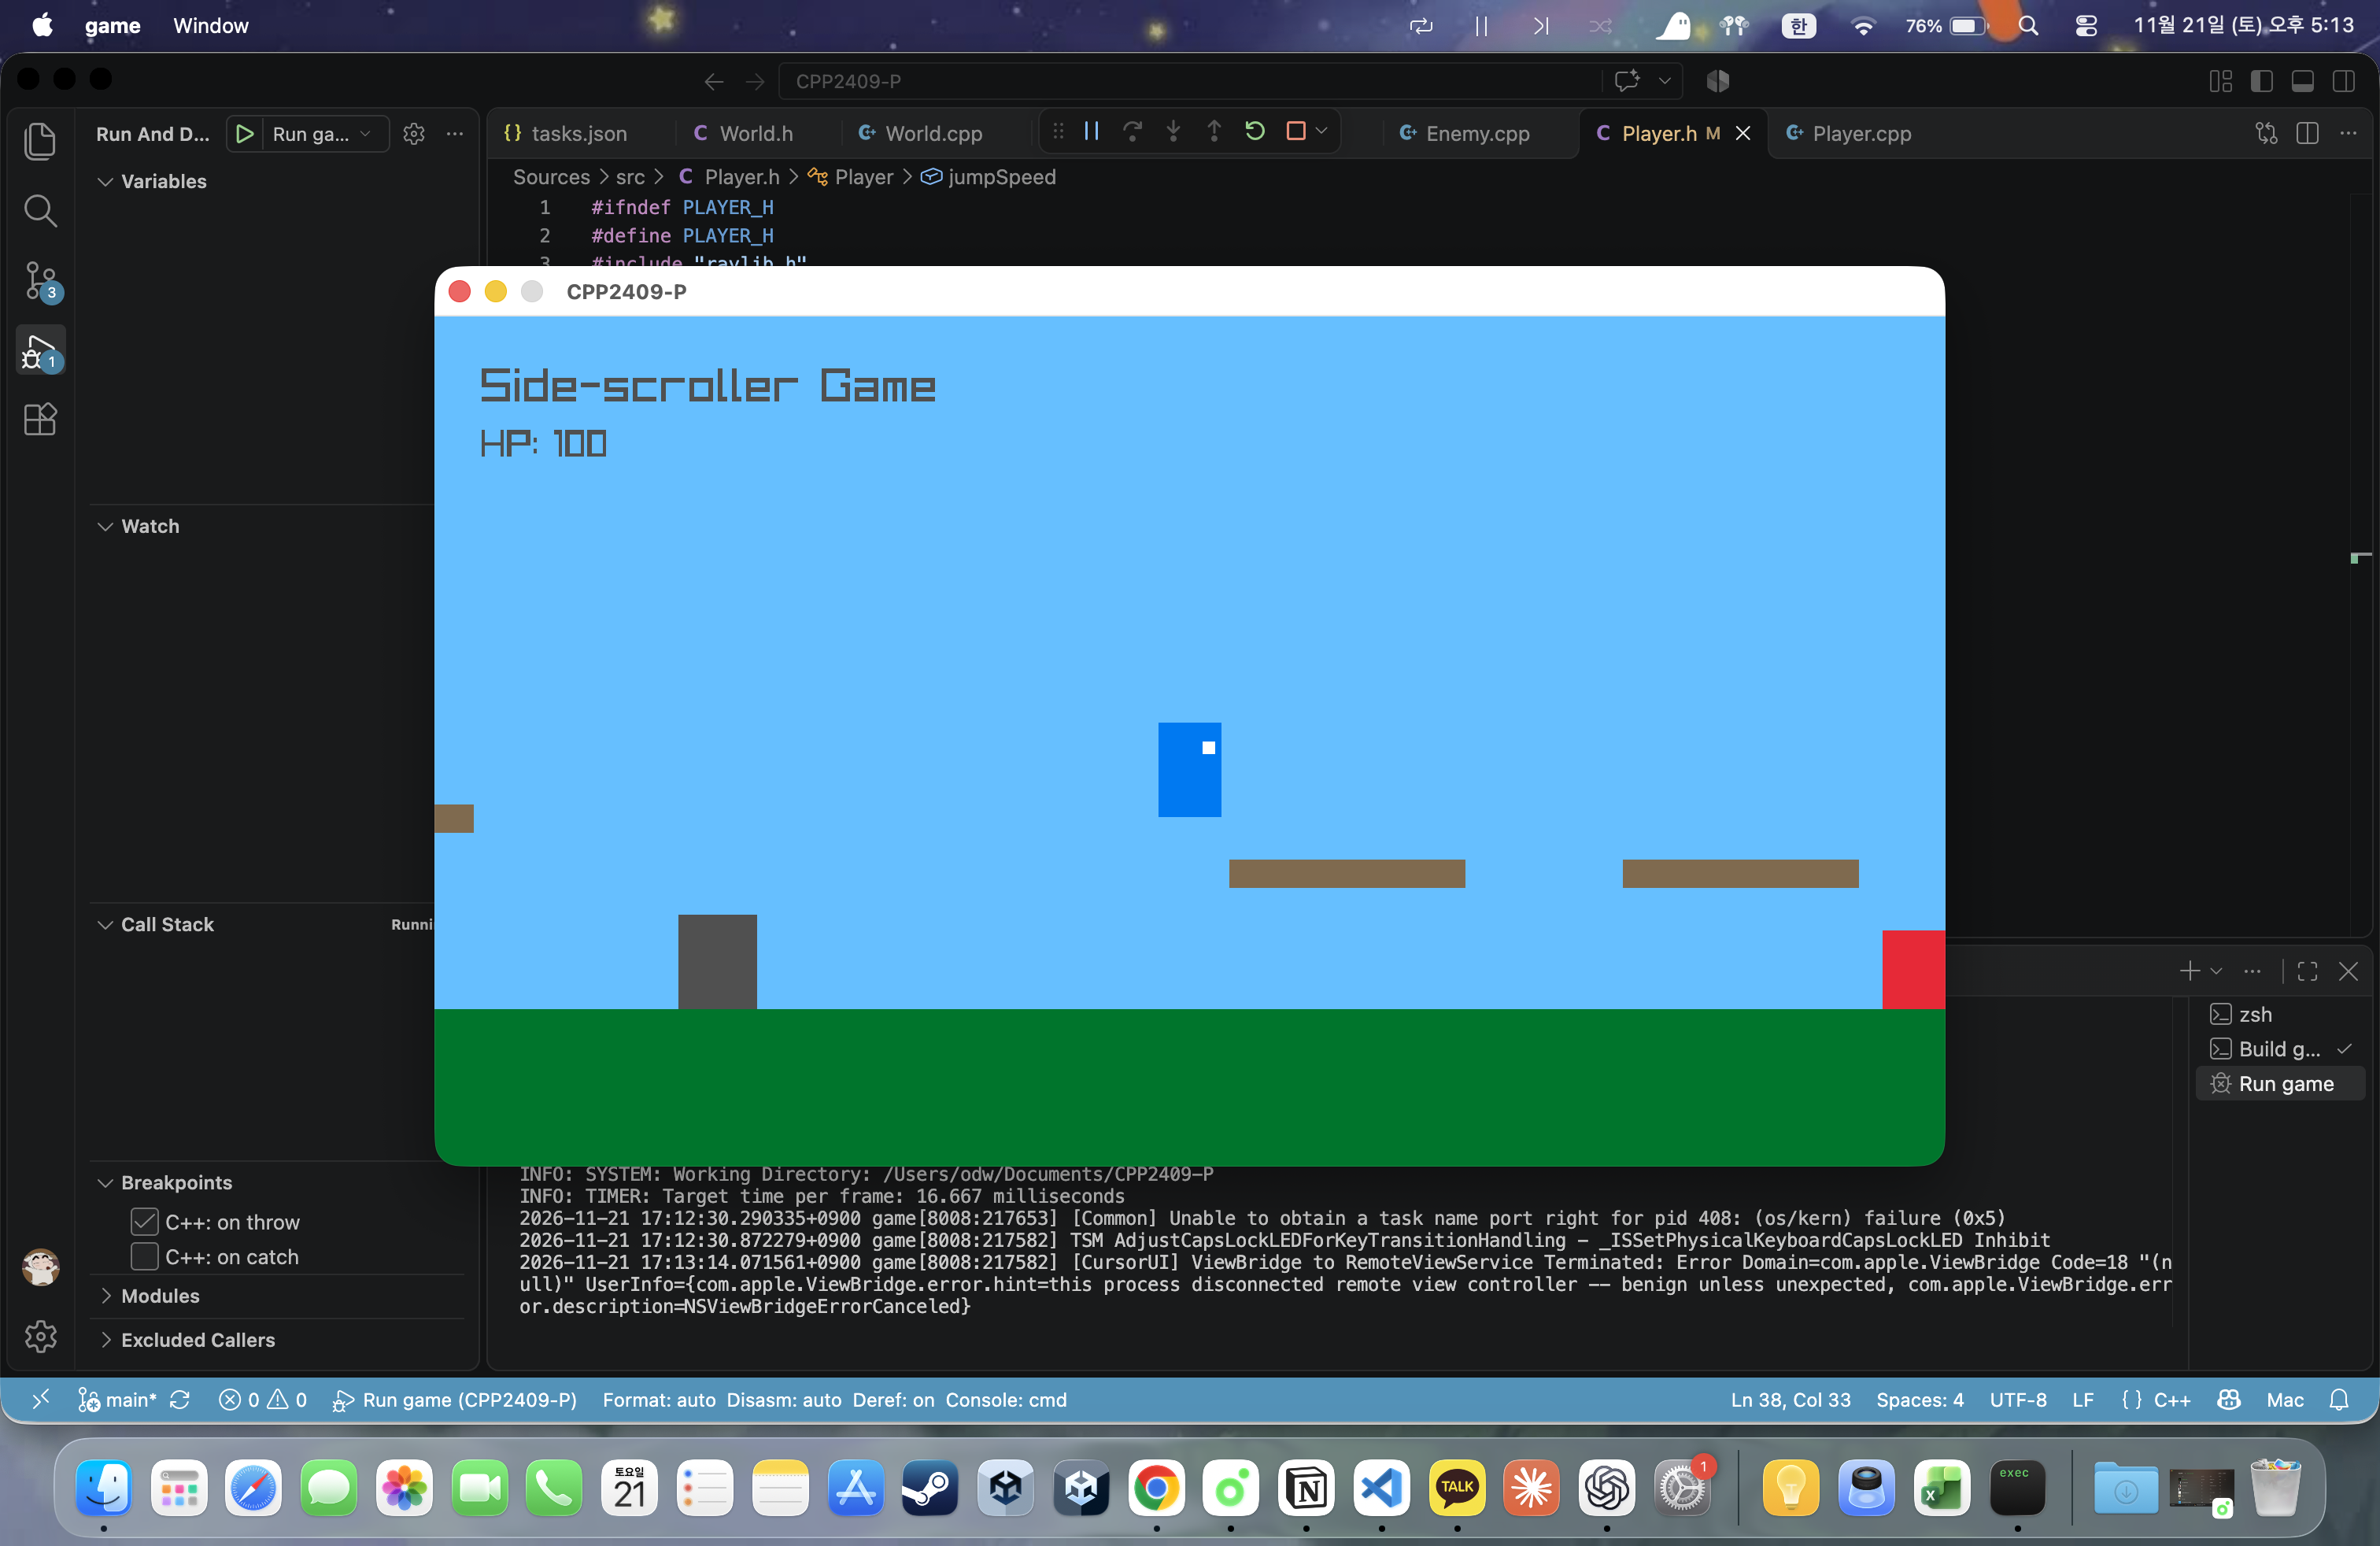 game Window 한 76% 11월 21일 (토) 오후 5:13
CPP2409-P
Run And D... Run ga...
tasks.json World.h World.cpp Enemy.cpp Player.h M Player.cpp
Variables
Sources src Player.h Player jumpSpeed
1 #ifndef PLAYER_H
2 #define PLAYER_H
3 #include "raylib.h"
3
1
CPP2409-P
Side-scroller Game
HP: 100
Watch
Call Stack Runni
zsh
Build g...
Run game
Breakpoints
C++: on throw
C++: on catch
Modules
Excluded Callers
INFO: SYSTEM: Working Directory: /Users/odw/Documents/CPP2409-P
INFO: TIMER: Target time per frame: 16.667 milliseconds
2026-11-21 17:12:30.290335+0900 game[8008:217653] [Common] Unable to obtain a task name port right for pid 408: (os/kern) failure (0x5)
2026-11-21 17:12:30.872279+0900 game[8008:217582] TSM AdjustCapsLockLEDForKeyTransitionHandling - _ISSetPhysicalKeyboardCapsLockLED Inhibit
2026-11-21 17:13:14.071561+0900 game[8008:217582] [CursorUI] ViewBridge to RemoteViewService Terminated: Error Domain=com.apple.ViewBridge Code=18 "(n
ull)" UserInfo={com.apple.ViewBridge.error.hint=this process disconnected remote view controller -- benign unless unexpected, com.apple.ViewBridge.err
or.description=NSViewBridgeErrorCanceled}
main* 0 0 Run game (CPP2409-P) Format: auto Disasm: auto Deref: on Console: cmd Ln 38, Col 33 Spaces: 4 UTF-8 LF {} C++ Mac
토요일
21
TALK
1
exec